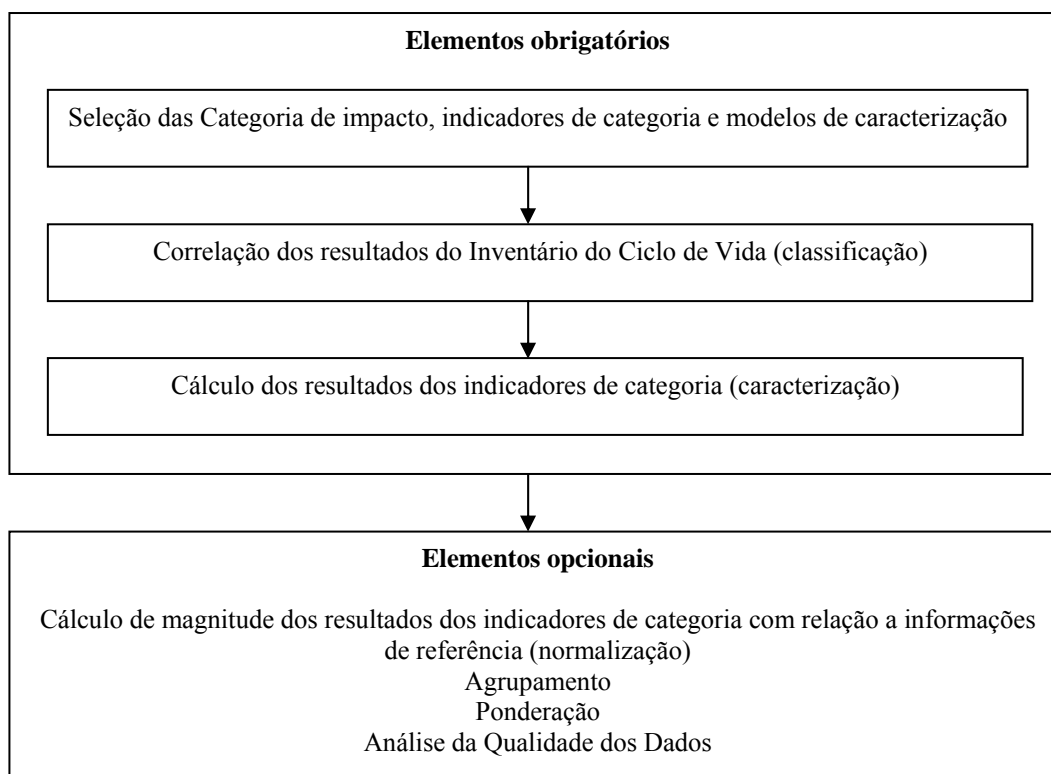 Elementos obrigatórios
Seleção das Categoria de impacto, indicadores de categoria e modelos de caracterização
Correlação dos resultados do Inventário do Ciclo de Vida (classificação)
Cálculo dos resultados dos indicadores de categoria (caracterização)
Elementos opcionais
Cálculo de magnitude dos resultados dos indicadores de categoria com relação a informações
de referência (normalização)
Agrupamento
Ponderação
Análise da Qualidade dos Dados